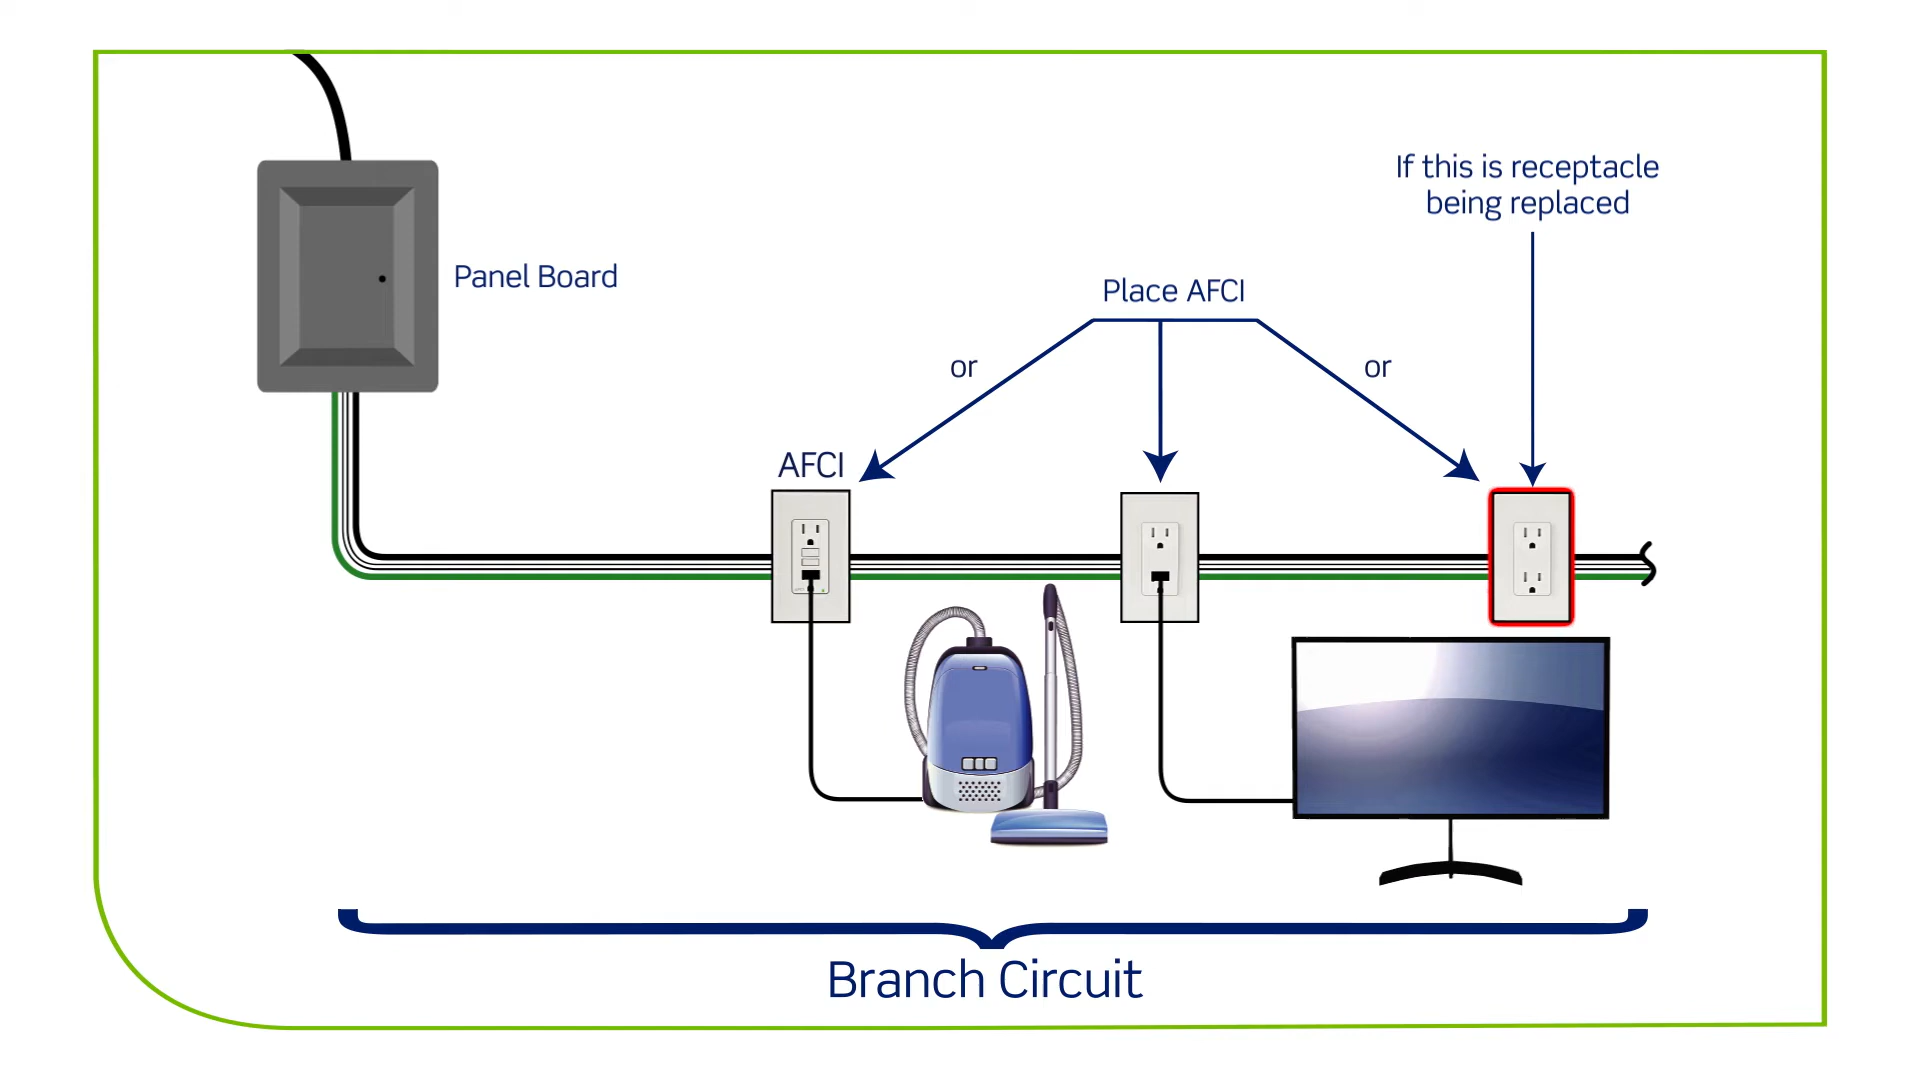 If this is receptacle
being replaced
Panel Board
Place AFCI
or
or
AFCI
Branch Circuit